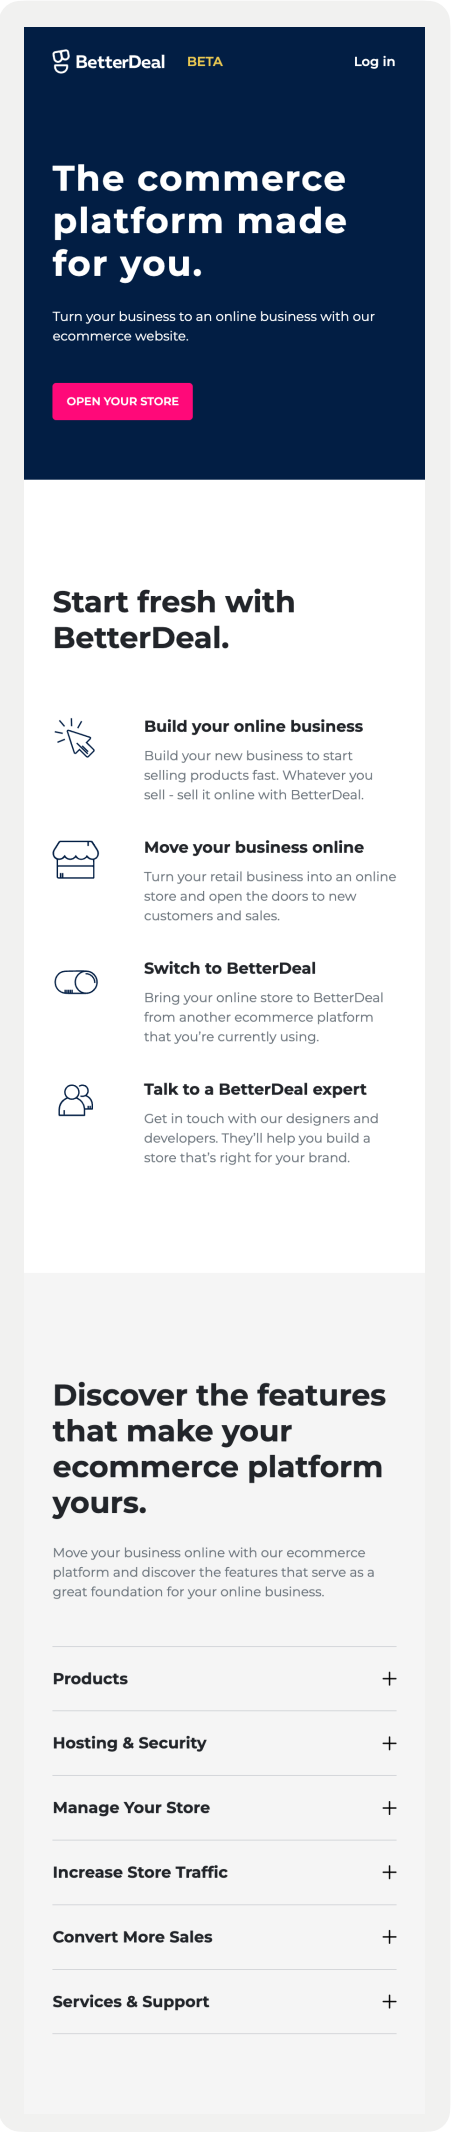 BetterDeal BETA Log in
The commerce
platform made
for you.
Turn your business to an online business with our
ecommerce website.
OPEN YOUR STORE
Start fresh with
BetterDeal.
Build your online business
Build your new business to start
selling products fast. Whatever you
sell - sell it online with BetterDeal.
Move your business online
Turn your retail business into an online
store and open the doors to new
customers and sales.
Switch to BetterDeal
Bring your online store to BetterDeal
from another ecommerce platform
that you’re currently using.
Talk to a BetterDeal expert
Get in touch with our designers and
developers. They’ll help you build a
store that’s right for your brand.
Discover the features
that make your
ecommerce platform
yours.
Move your business online with our ecommerce
platform and discover the features that serve as a
great foundation for your online business.
Products
Hosting & Security
Manage Your Store
Increase Store Traffic
Convert More Sales
Services & Support